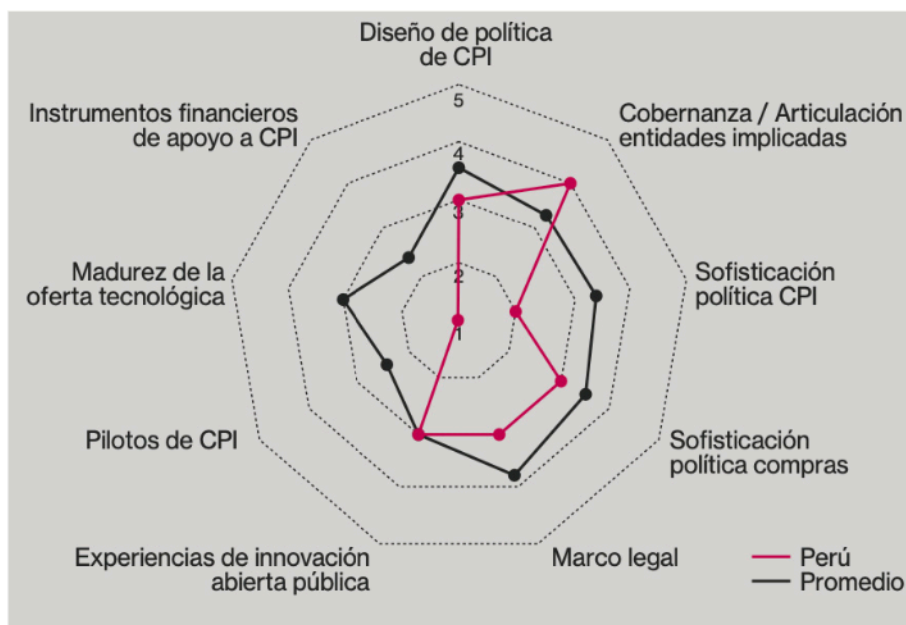 Diseño de política
de CPI
Instrumentos financieros
de apoyo a CPI
Cobernanza / Articulación
entidades implicadas
5
4
3
2
1
Madurez de la
oferta tecnológica
Sofisticación
política CPI
Pilotos de CPI
Sofisticación
política compras
Experiencias de innovación
abierta pública
Marco legal
Perú
Promedio